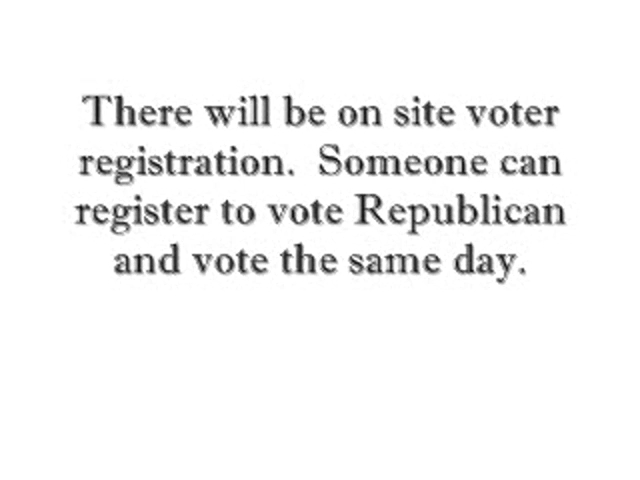 There will be on site voter
registration.  Someone can
register to vote Republican
and vote the same day.